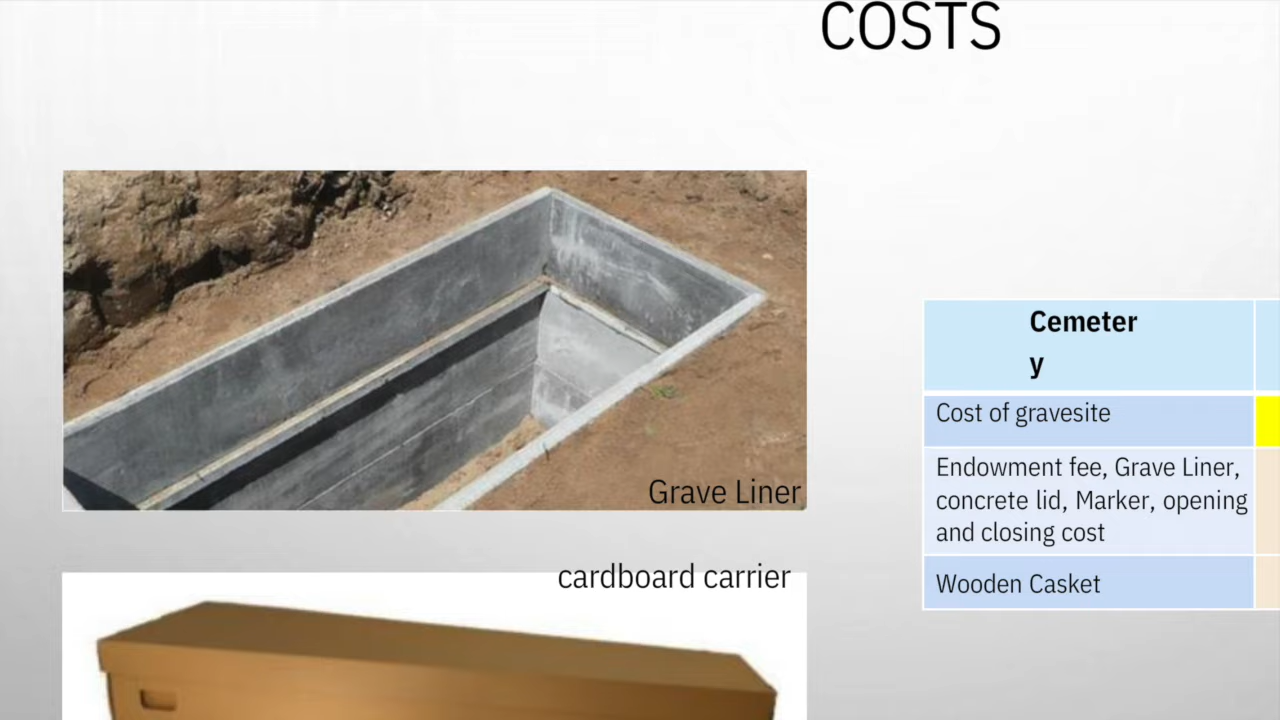 COSTS
Grave Liner
cardboard carrier
Cemeter
y
Cost of gravesite
Endowment fee, Grave Liner,
concrete lid, Marker, opening
and closing cost
Wooden Casket